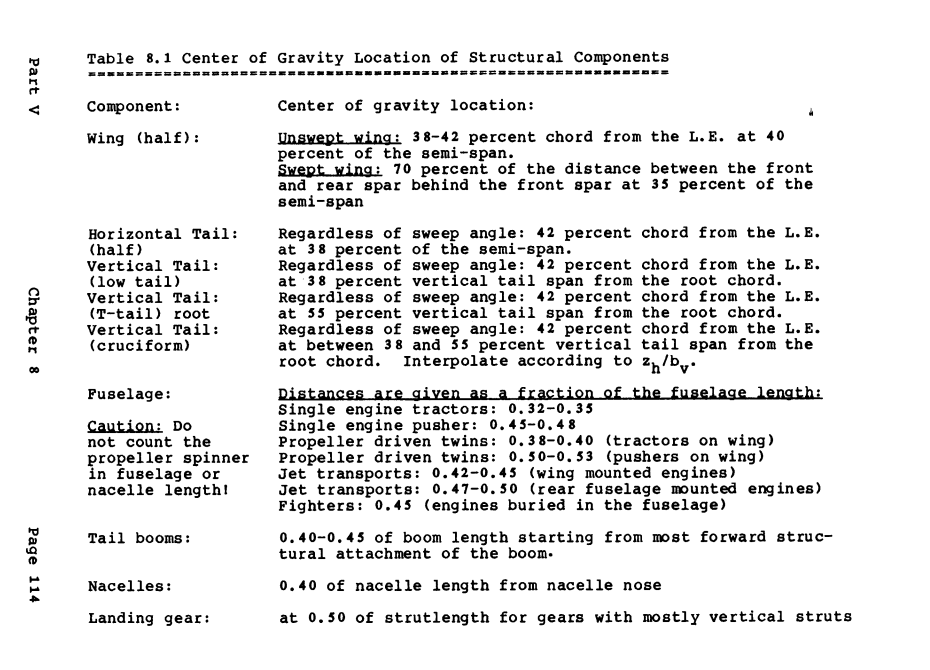 Part V
Chapter 8
Page 114
Table 8.1 Center of Gravity Location of Structural Components
Component: Center of gravity location:
Wing (half): Unswept wing: 38-42 percent chord from the L.E. at 40
percent of the semi-span.
Swept wing: 70 percent of the distance between the front
and rear spar behind the front spar at 35 percent of the
semi-span
Horizontal Tail: Regardless of sweep angle: 42 percent chord from the L.E.
(half) at 38 percent of the semi-span.
Vertical Tail: Regardless of sweep angle: 42 percent chord from the L.E.
(low tail) at 38 percent vertical tail span from the root chord.
Vertical Tail: Regardless of sweep angle: 42 percent chord from the L.E.
(T-tail) root at 55 percent vertical tail span from the root chord.
Vertical Tail: Regardless of sweep angle: 42 percent chord from the L.E.
(cruciform) at between 38 and 55 percent vertical tail span from the
root chord. Interpolate according to z_h/b_v.
Fuselage: Distances are given as a fraction of the fuselage length:
Single engine tractors: 0.32-0.35
Caution: Do Single engine pusher: 0.45-0.48
not count the Propeller driven twins: 0.38-0.40 (tractors on wing)
propeller spinner Propeller driven twins: 0.50-0.53 (pushers on wing)
in fuselage or Jet transports: 0.42-0.45 (wing mounted engines)
nacelle length! Jet transports: 0.47-0.50 (rear fuselage mounted engines)
Fighters: 0.45 (engines buried in the fuselage)
Tail booms: 0.40-0.45 of boom length starting from most forward struc-
tural attachment of the boom.
Nacelles: 0.40 of nacelle length from nacelle nose
Landing gear: at 0.50 of strutlength for gears with mostly vertical struts